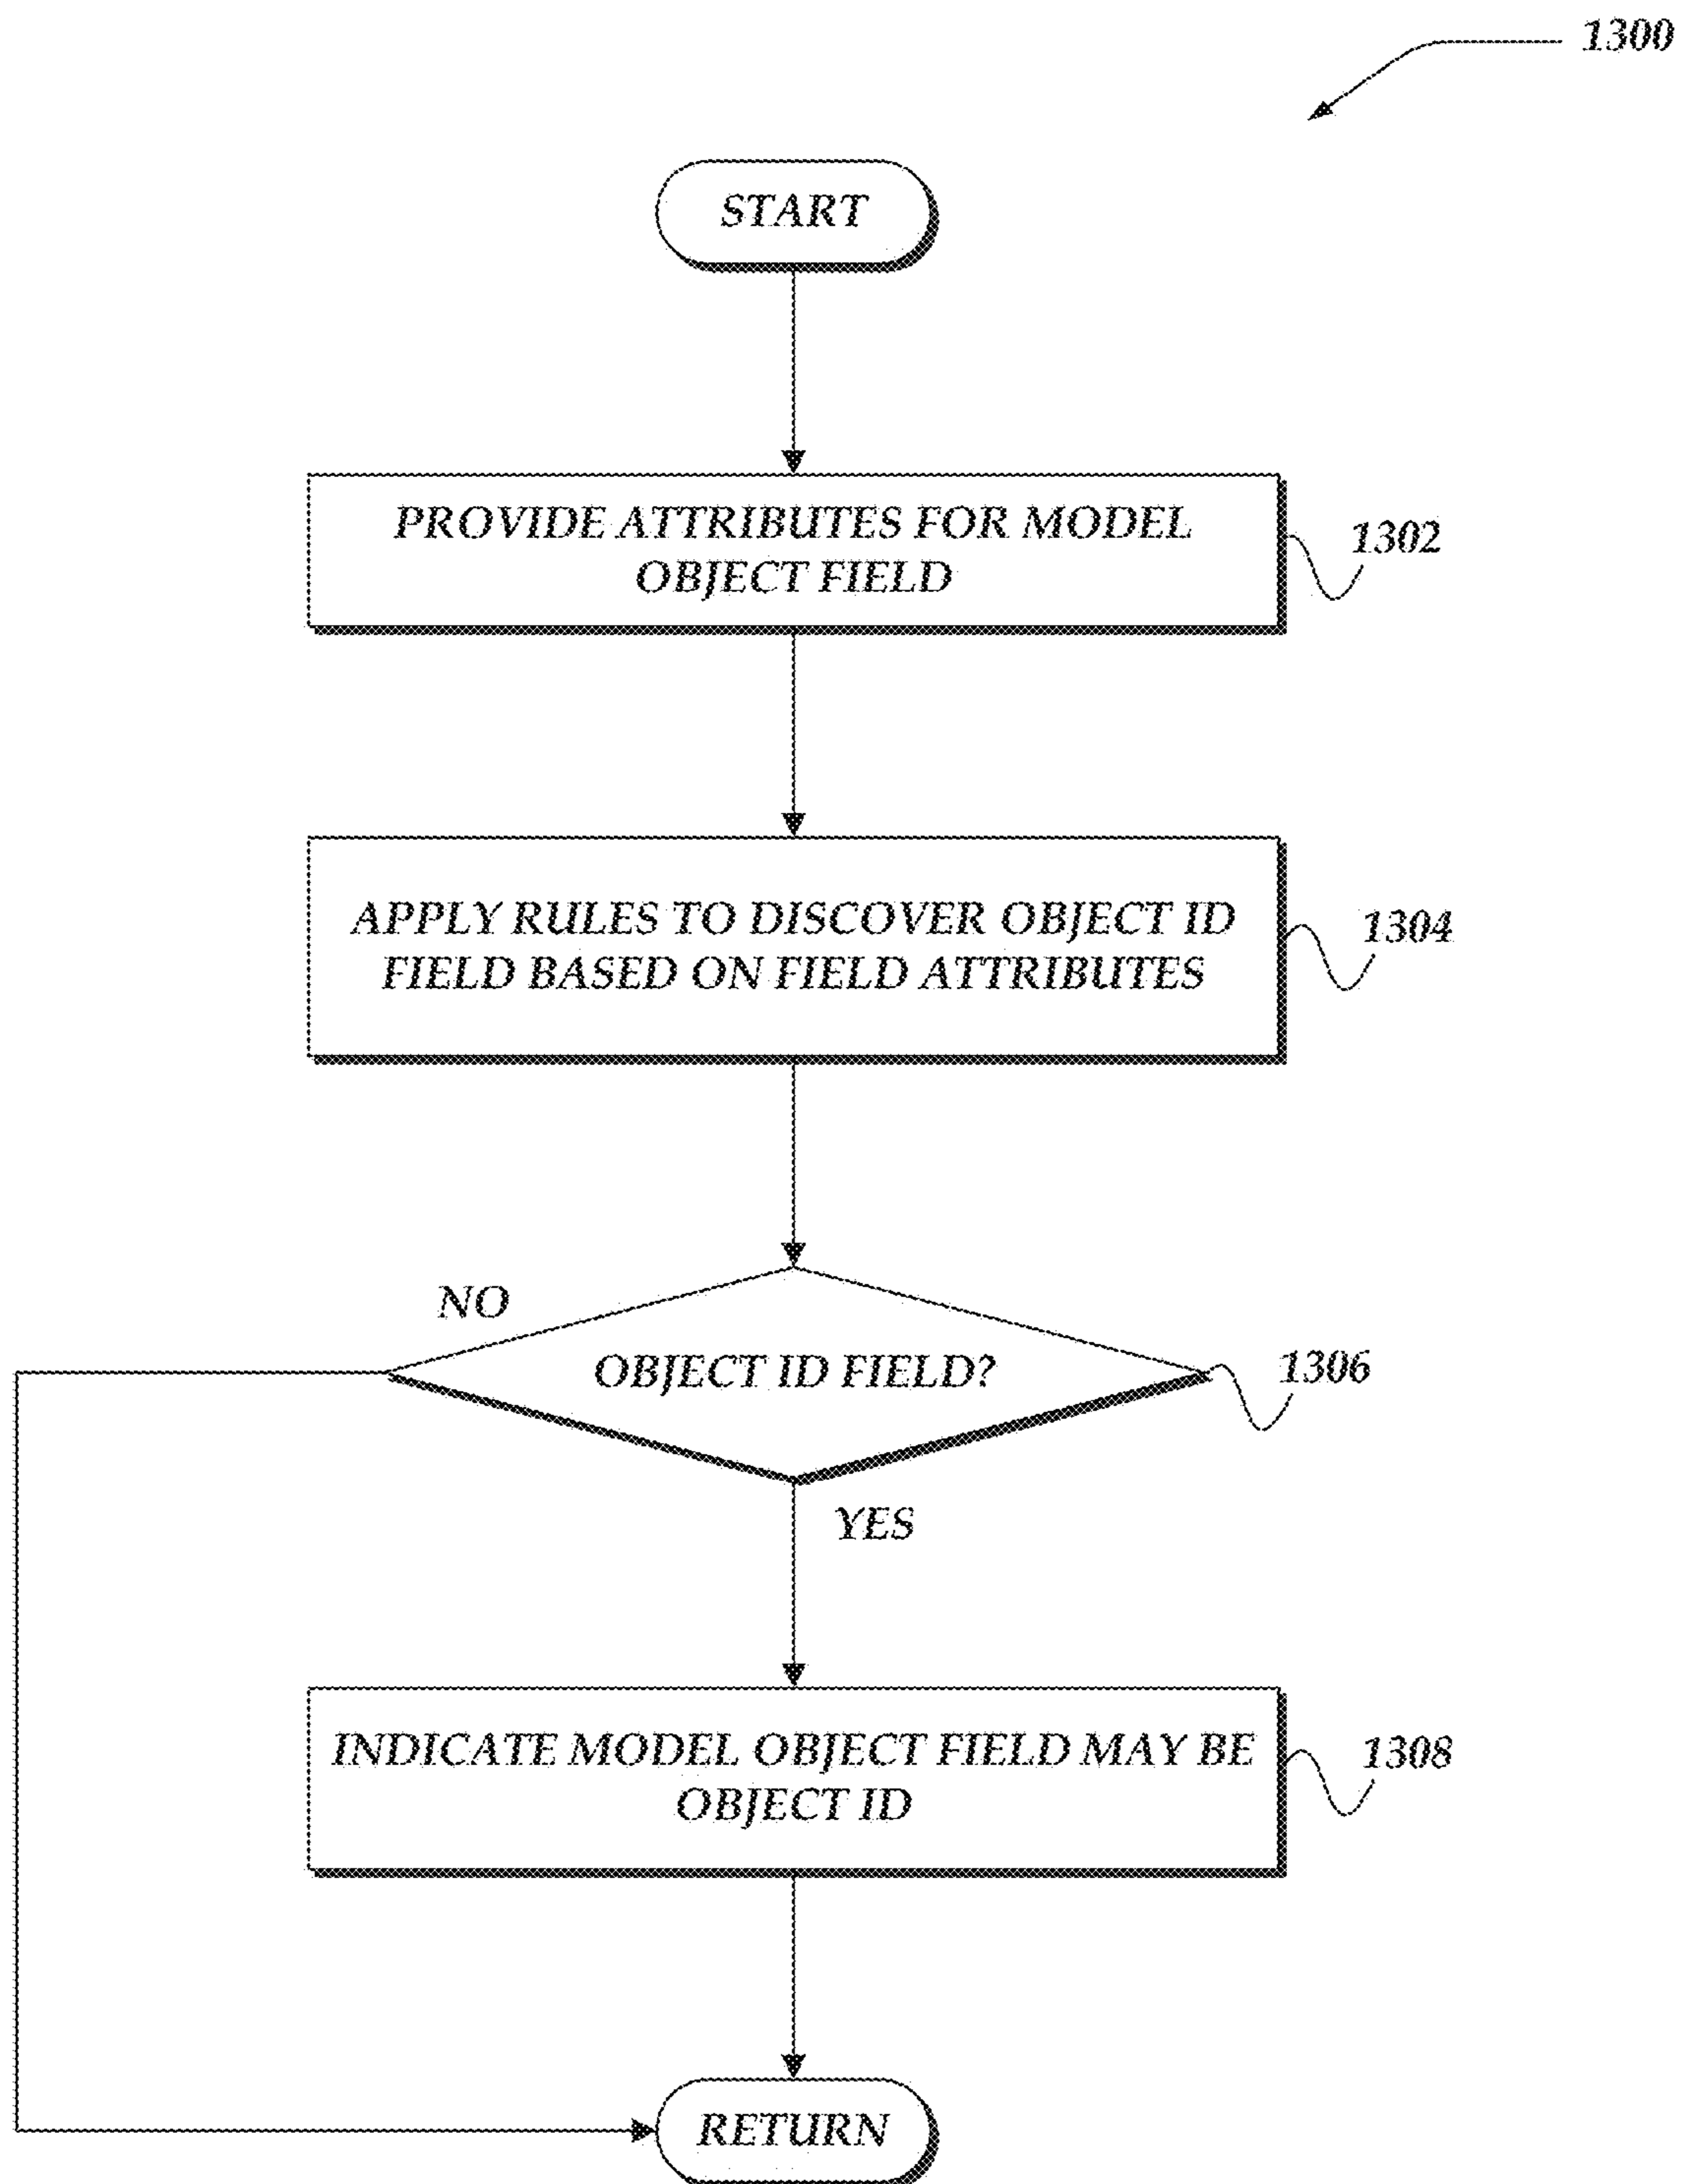 1300
START
PROVIDE ATTRIBUTES FOR MODEL
OBJECT FIELD
1302
APPLY RULES TO DISCOVER OBJECT ID
FIELD BASED ON FIELD ATTRIBUTES
1304
NO
OBJECT ID FIELD?
1306
YES
INDICATE MODEL OBJECT FIELD MAY BE
OBJECT ID
1308
RETURN